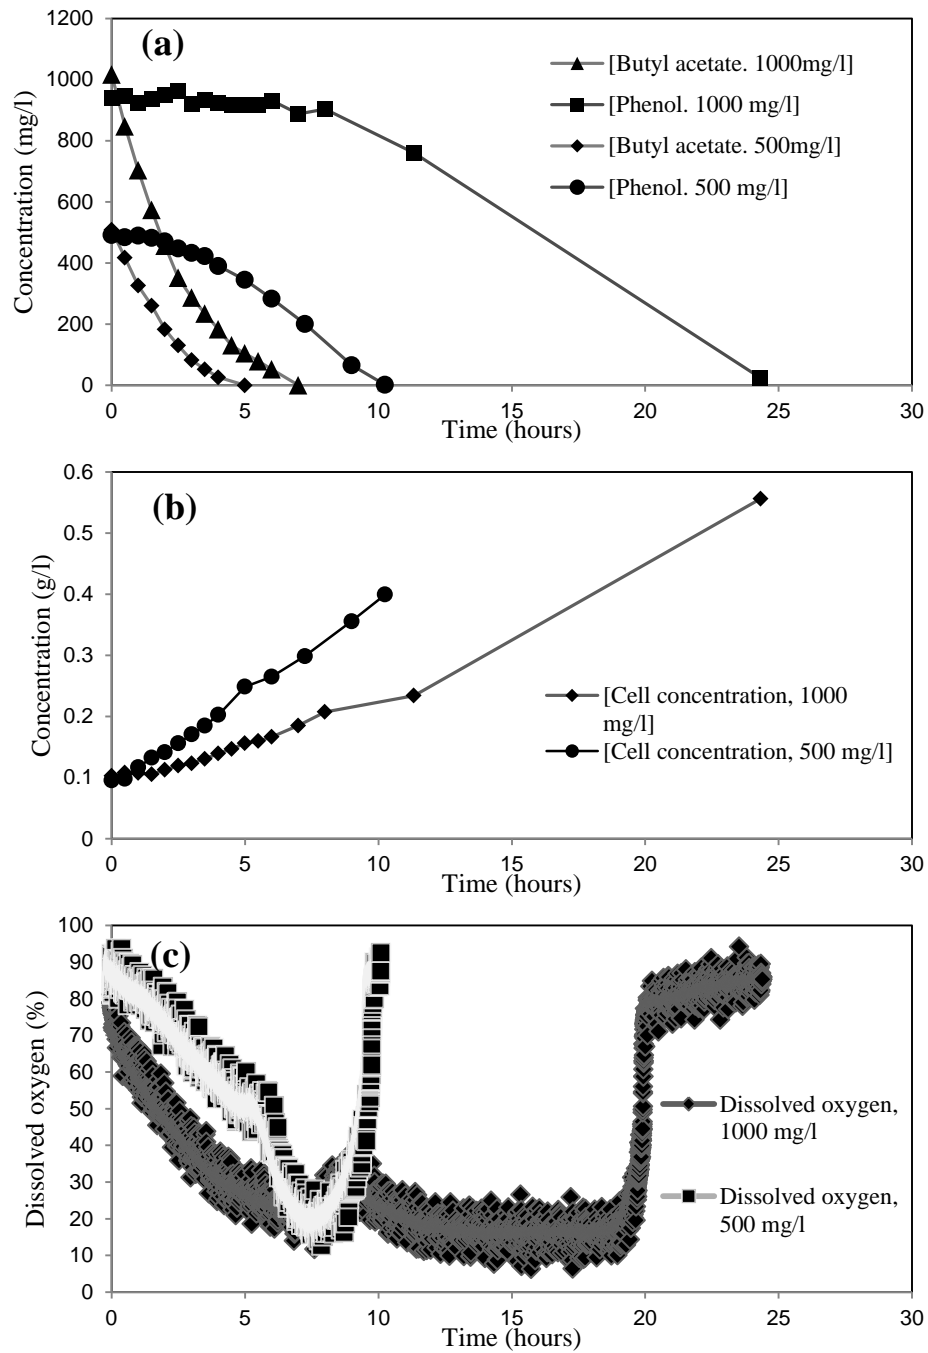 (a)
1200
1000
800
600
400
200
0
Concentration (mg/l)
[Butyl acetate. 1000mg/l]
[Phenol. 1000 mg/l]
[Butyl acetate. 500mg/l]
[Phenol. 500 mg/l]
0 5 10 15 20 25 30
Time (hours)
(b)
0.6
0.5
0.4
0.3
0.2
0.1
0
Concentration (g/l)
[Cell concentration, 1000
mg/l]
[Cell concentration, 500 mg/l]
0 5 10 15 20 25 30
Time (hours)
(c)
100
90
80
70
60
50
40
30
20
10
0
Dissolved oxygen (%)
Dissolved oxygen,
1000 mg/l
Dissolved oxygen,
500 mg/l
0 5 10 15 20 25 30
Time (hours)